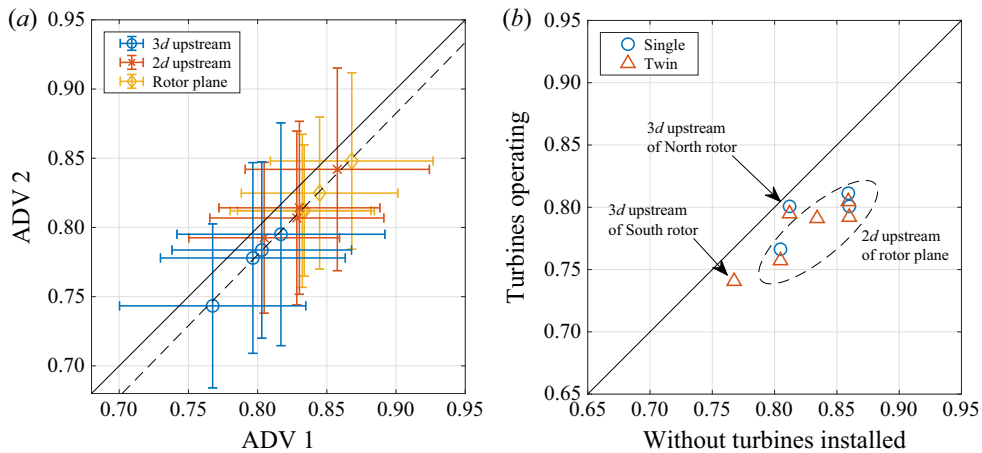 (a)
0.95
0.90
0.85
0.80
0.75
0.70
ADV 2
3d upstream
2d upstream
Rotor plane
0.70 0.75 0.80 0.85 0.90 0.95
ADV 1
(b)
0.95
0.90
0.85
0.80
0.75
0.70
0.65
Turbines operating
Single
Twin
3d upstream
of North rotor
3d upstream
of South rotor
2d upstream
of rotor plane
0.65 0.70 0.75 0.80 0.85 0.90 0.95
Without turbines installed